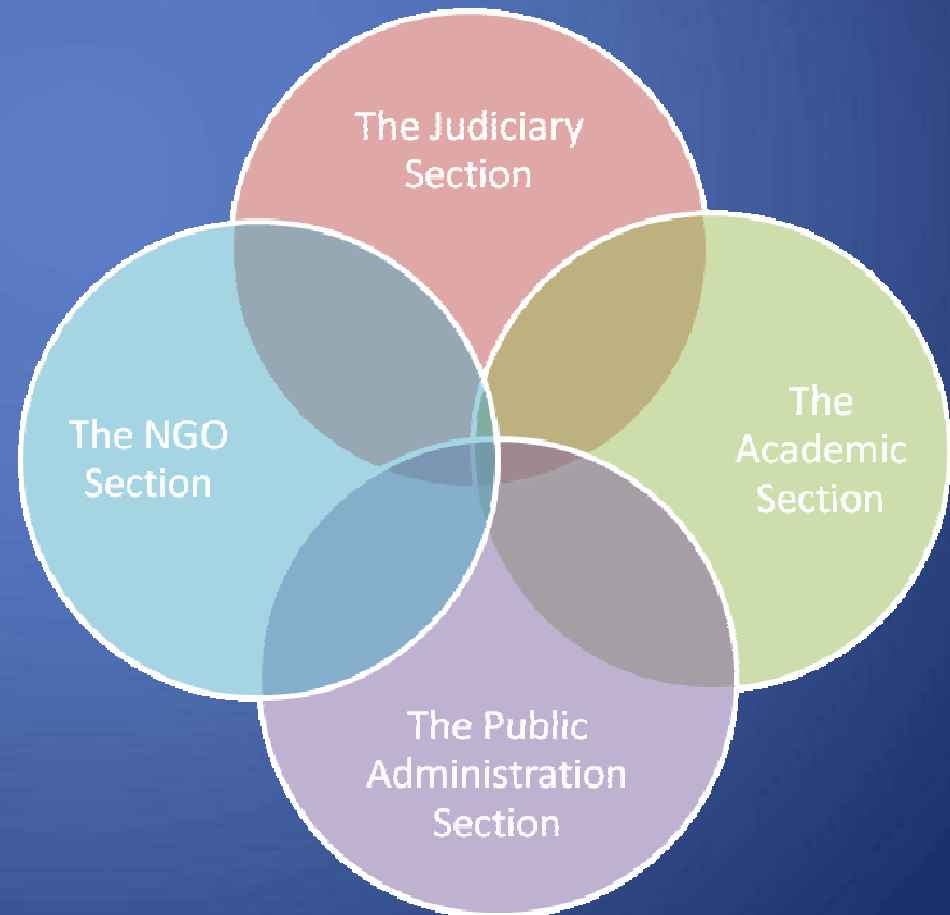 The Judiciary
Section
The NGO
Section
The
Academic
Section
The Public
Administration
Section